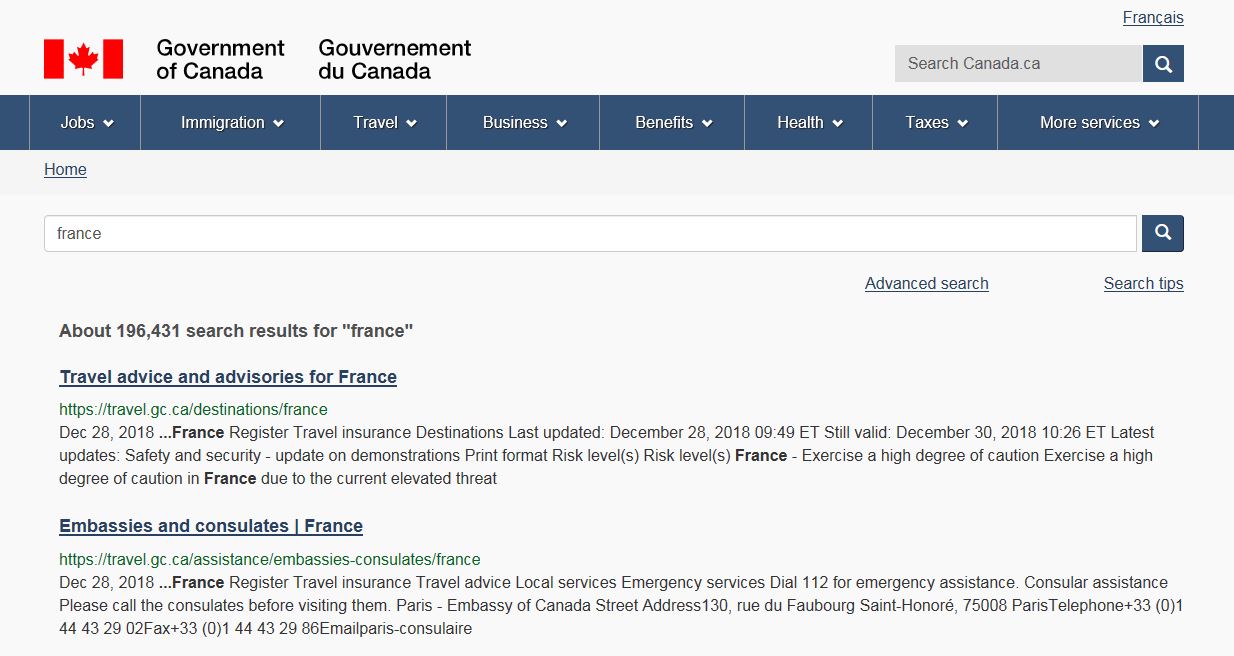 Français
Government of Canada
Gouvernement du Canada
Search Canada.ca
Jobs Immigration Travel Business Benefits Health Taxes More services
Home
france
Advanced search Search tips
About 196,431 search results for "france"
Travel advice and advisories for France
https://travel.gc.ca/destinations/france
Dec 28, 2018 ...France Register Travel insurance Destinations Last updated: December 28, 2018 09:49 ET Still valid: December 30, 2018 10:26 ET Latest
updates: Safety and security - update on demonstrations Print format Risk level(s) Risk level(s) France - Exercise a high degree of caution Exercise a high
degree of caution in France due to the current elevated threat
Embassies and consulates | France
https://travel.gc.ca/assistance/embassies-consulates/france
Dec 28, 2018 ...France Register Travel insurance Travel advice Local services Emergency services Dial 112 for emergency assistance. Consular assistance
Please call the consulates before visiting them. Paris - Embassy of Canada Street Address130, rue du Faubourg Saint-Honoré, 75008 ParisTelephone+33 (0)1
44 43 29 02Fax+33 (0)1 44 43 29 86Emailparis-consulaire